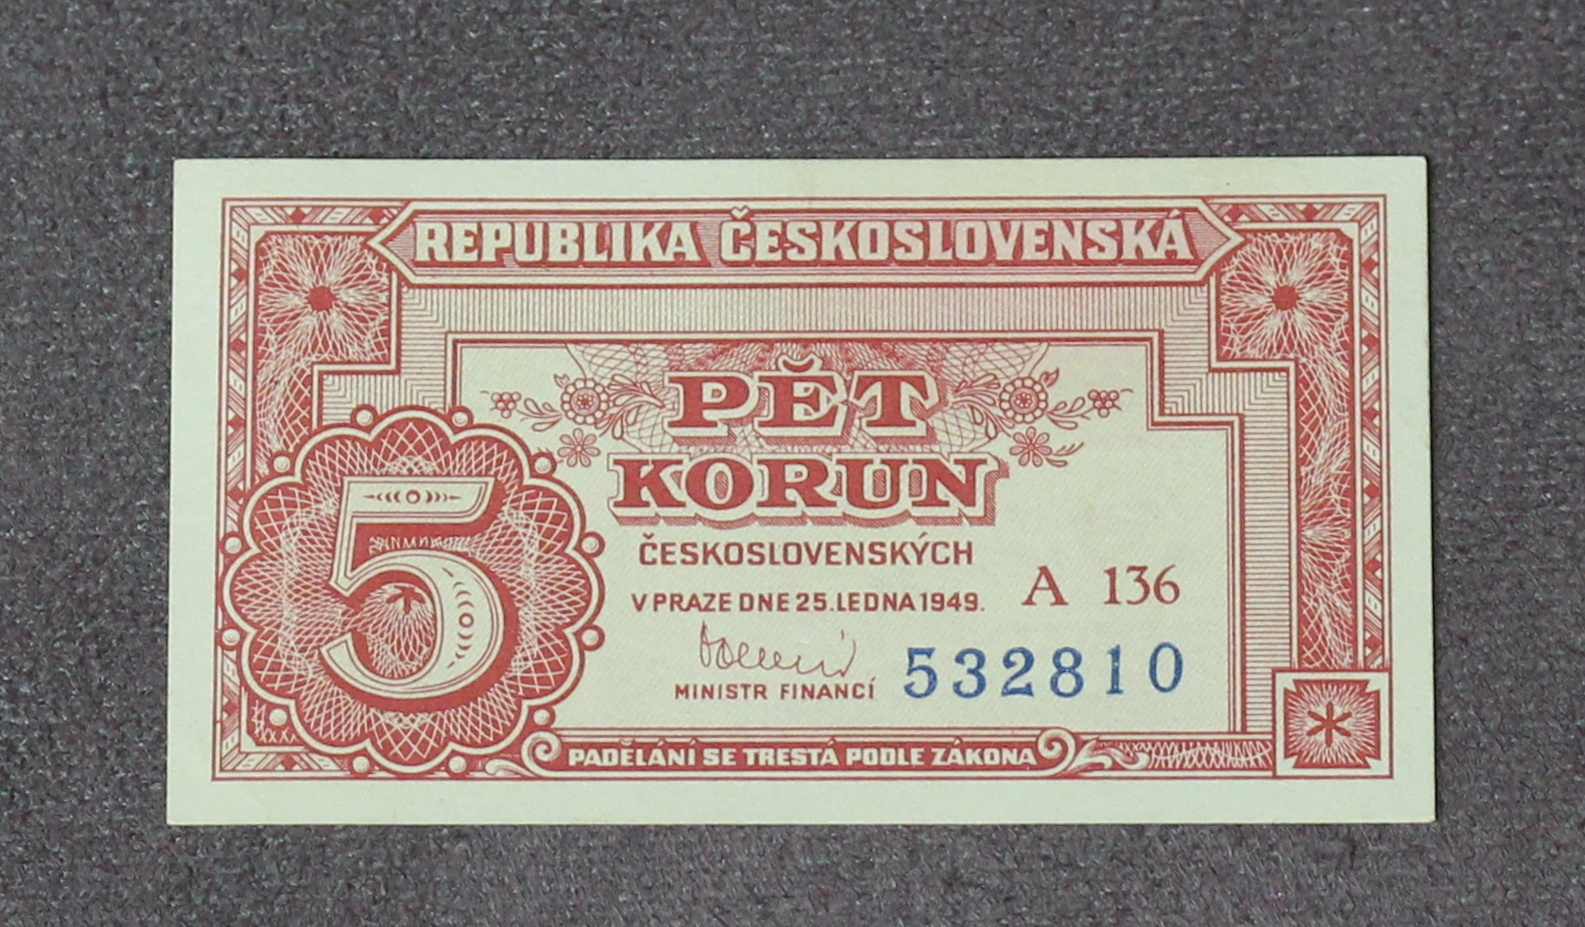 REPUBLIKA ČESKOSLOVENSKÁ
PĚT
KORUN
5
ČESKOSLOVENSKÝCH
V PRAZE DNE 25. LEDNA 1949.
A 136
MINISTR FINANCÍ
532810
PADĚLÁNÍ SE TRESTÁ PODLE ZÁKONA